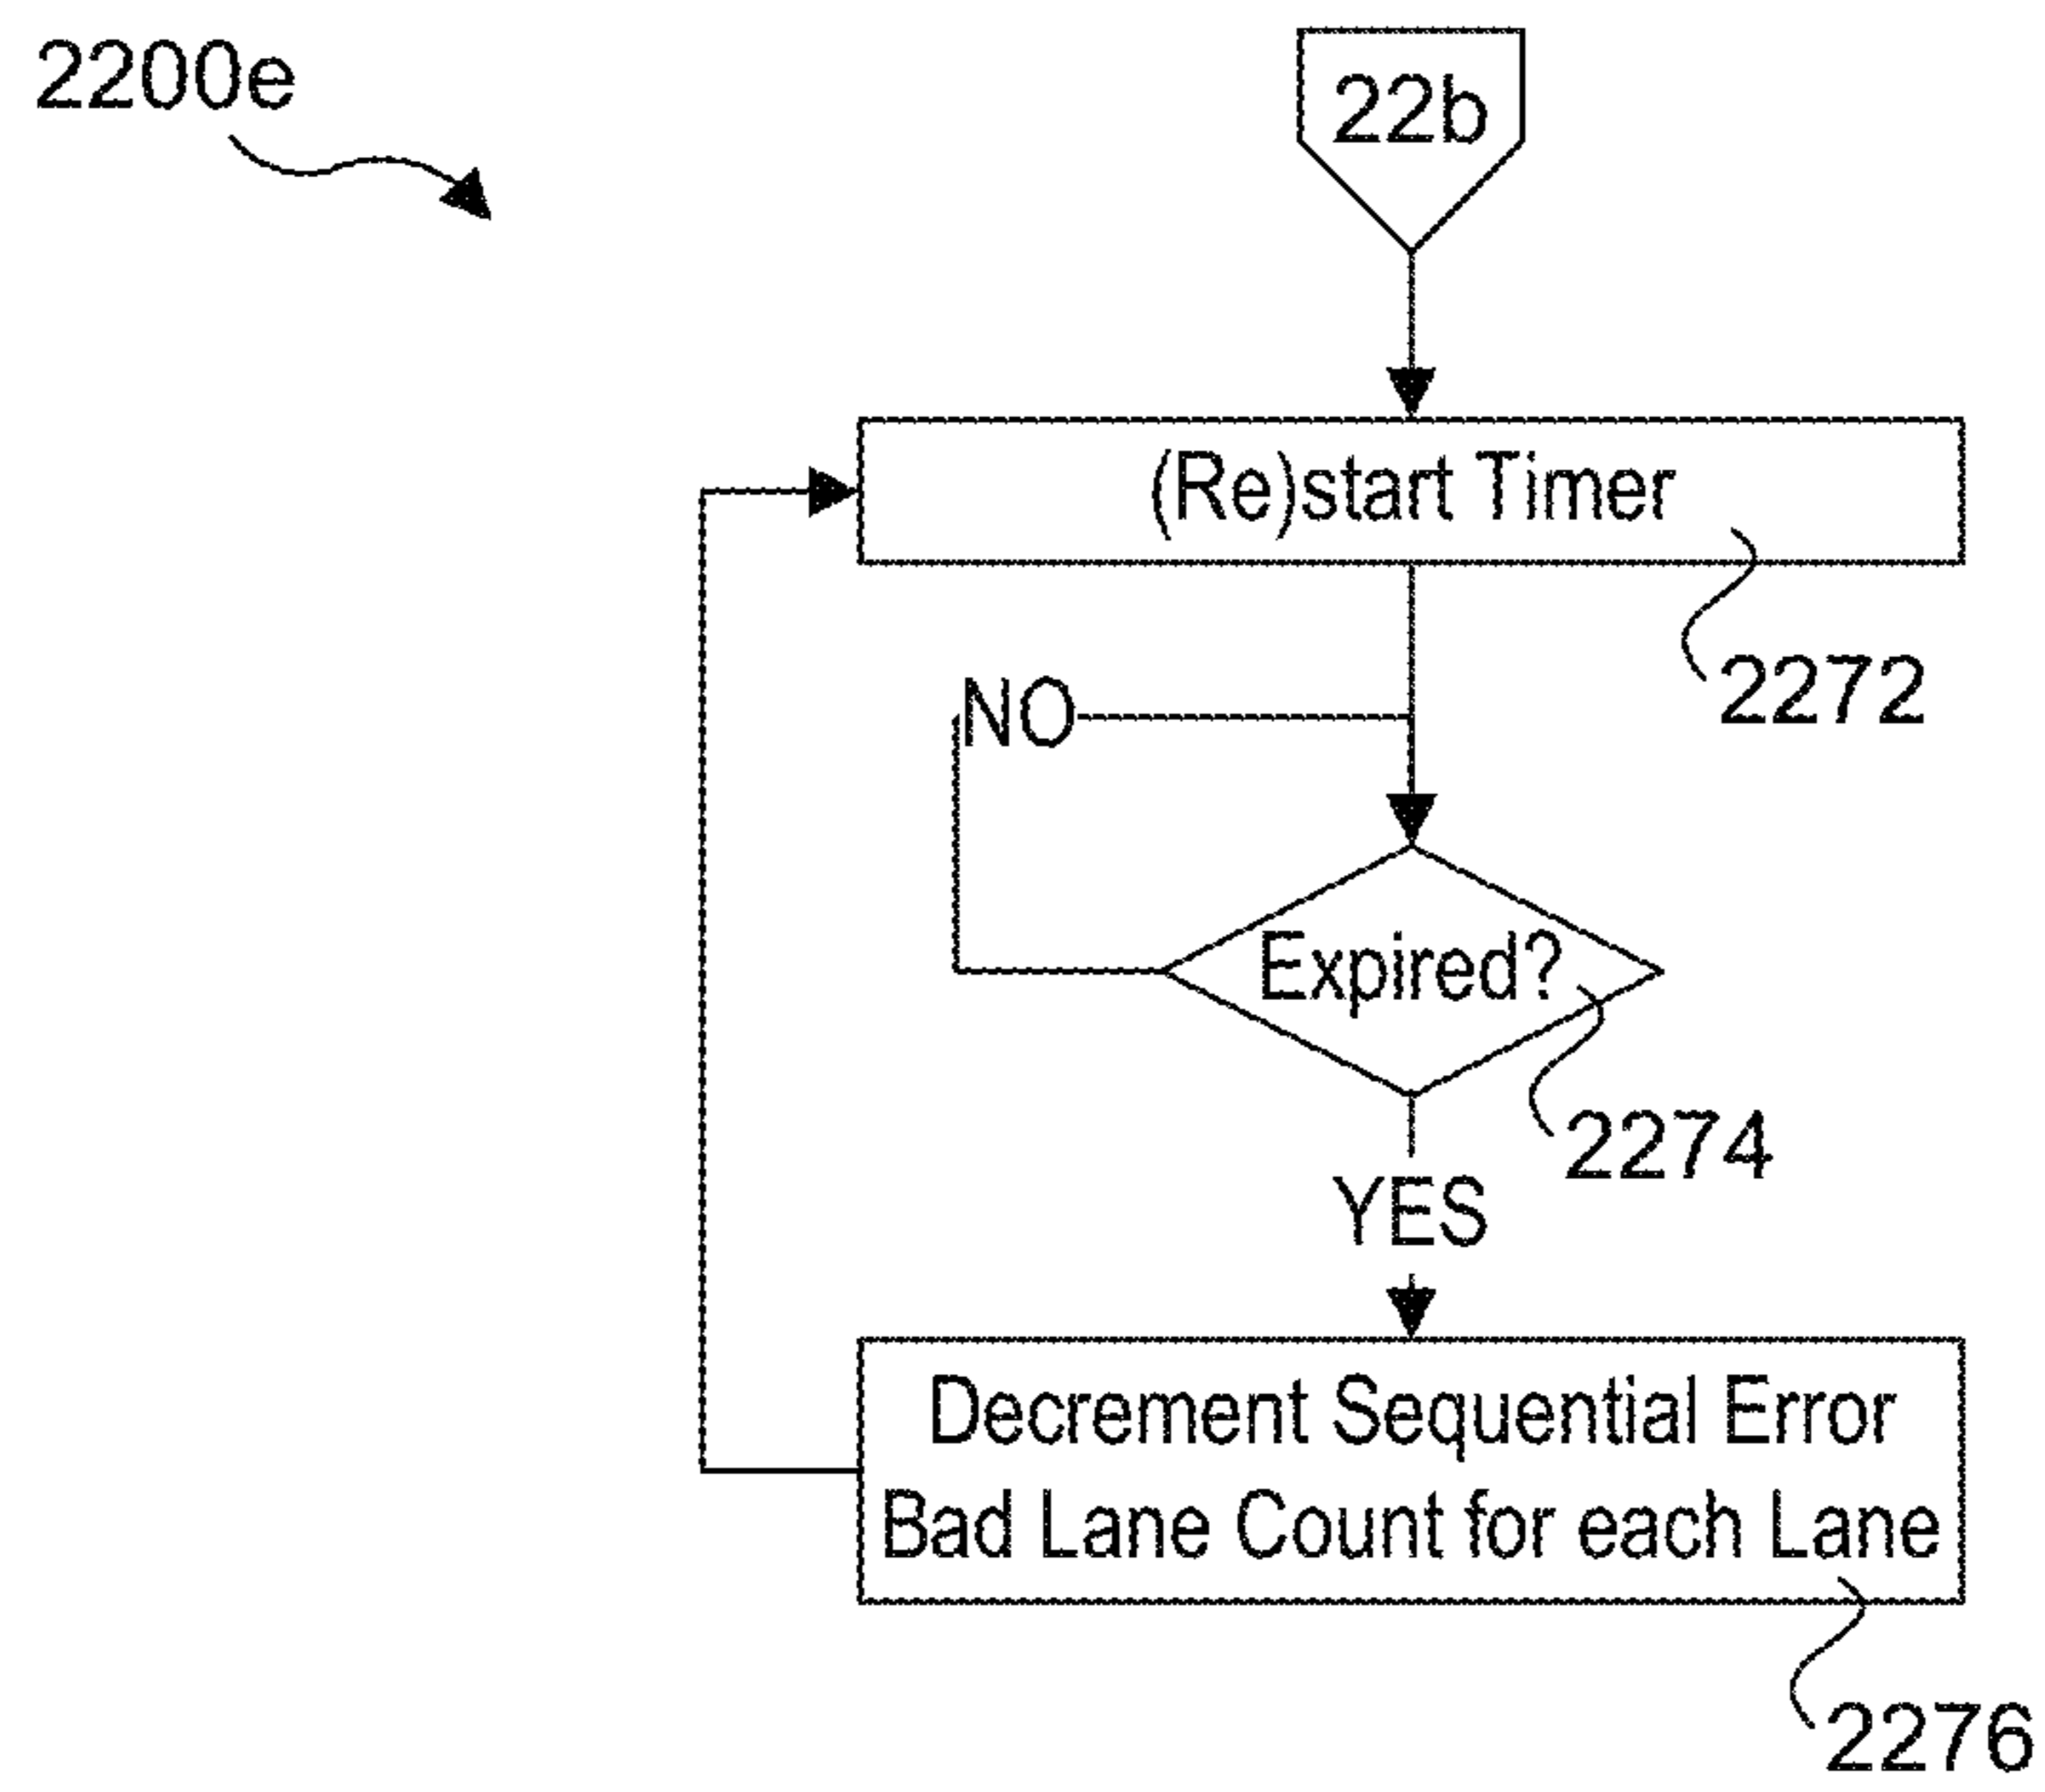 2200e
22b
(Re)start Timer
2272
NO
Expired?
2274
YES
Decrement Sequential Error
Bad Lane Count for each Lane
2276